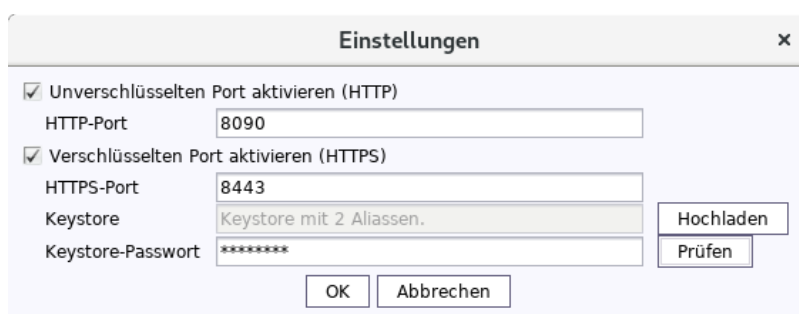 Einstellungen
Unverschlüsselten Port aktivieren (HTTP)
HTTP-Port 8090
Verschlüsselten Port aktivieren (HTTPS)
HTTPS-Port 8443
Keystore Keystore mit 2 Aliassen. Hochladen
Keystore-Passwort ******** Prüfen
OK Abbrechen